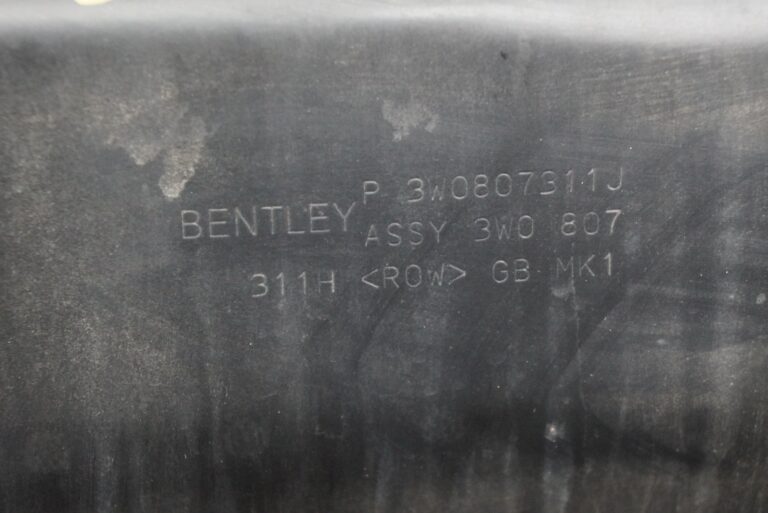 P 3W0807311J
BENTLEY ASSY 3W0 807
311H <ROW> GB MK1